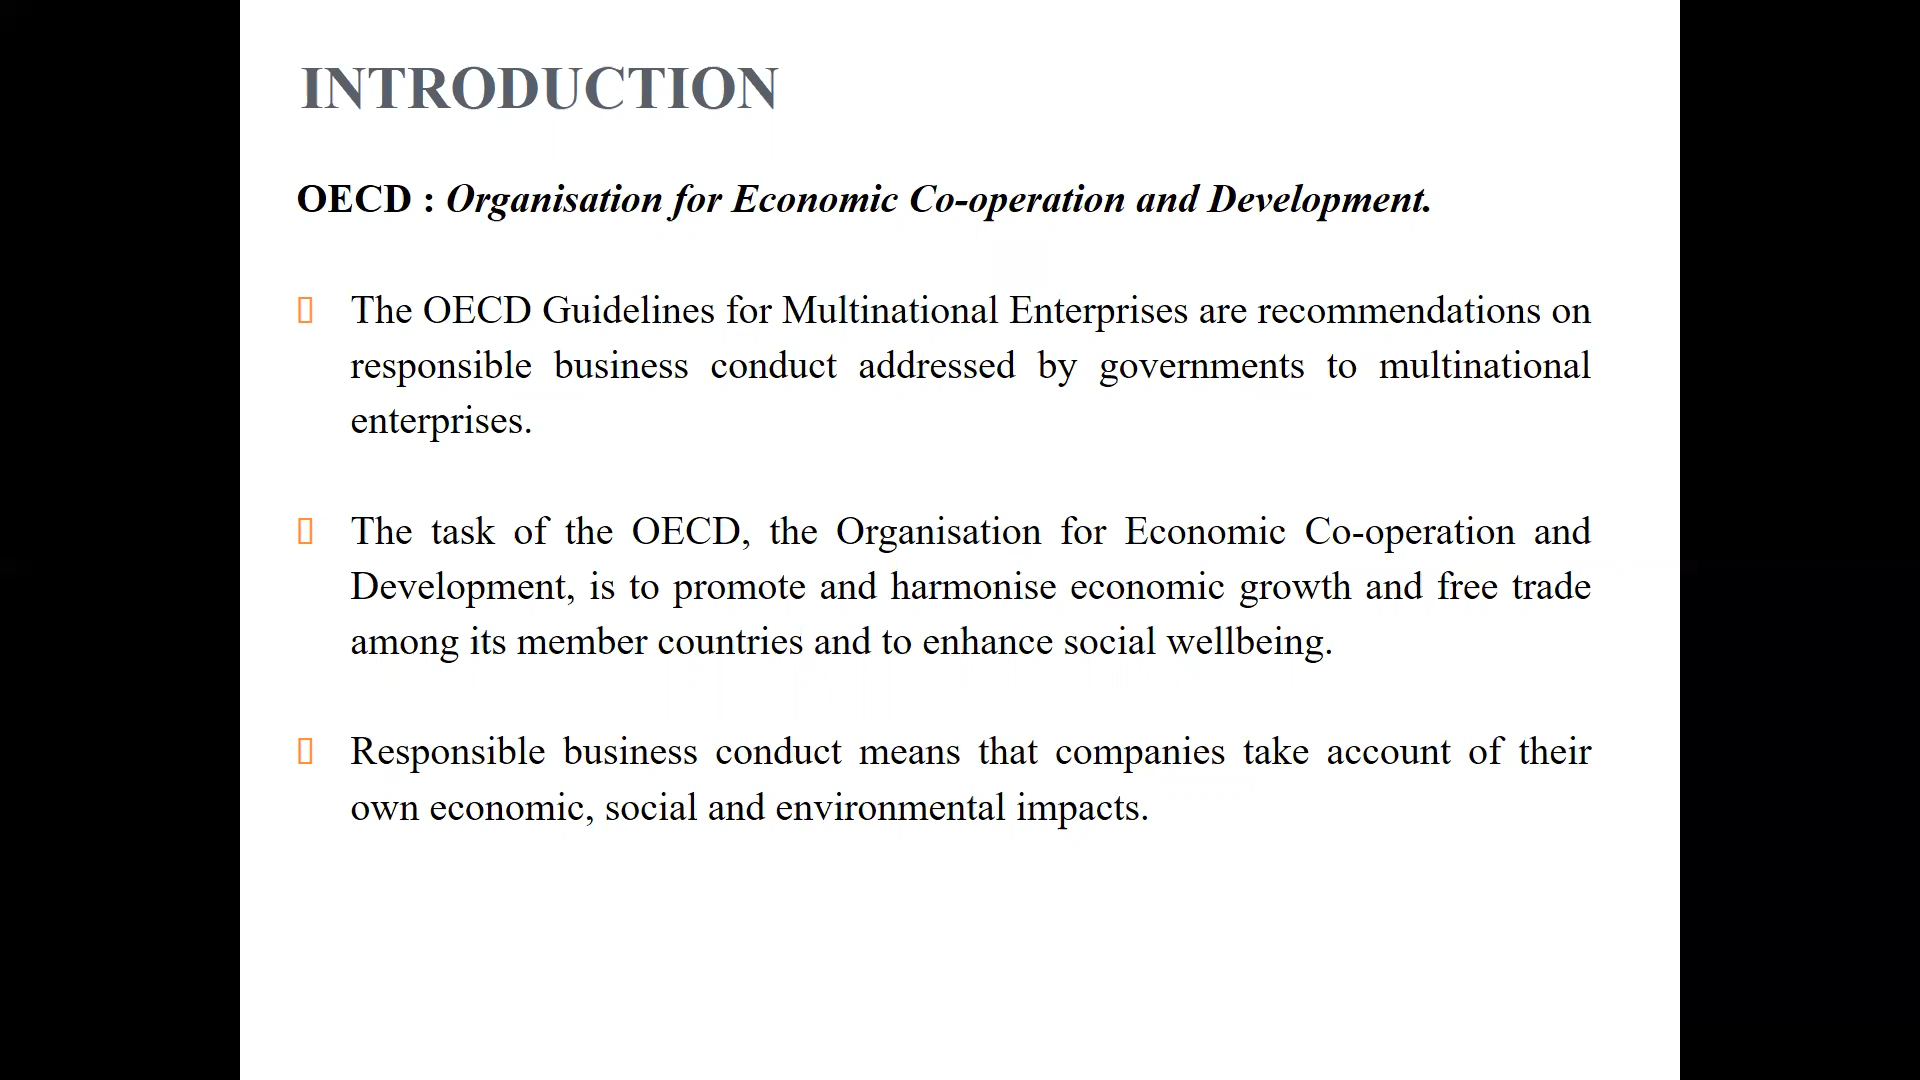 INTRODUCTION
OECD : Organisation for Economic Co-operation and Development.
The OECD Guidelines for Multinational Enterprises are recommendations on
responsible business conduct addressed by governments to multinational
enterprises.
The task of the OECD, the Organisation for Economic Co-operation and
Development, is to promote and harmonise economic growth and free trade
among its member countries and to enhance social wellbeing.
Responsible business conduct means that companies take account of their
own economic, social and environmental impacts.